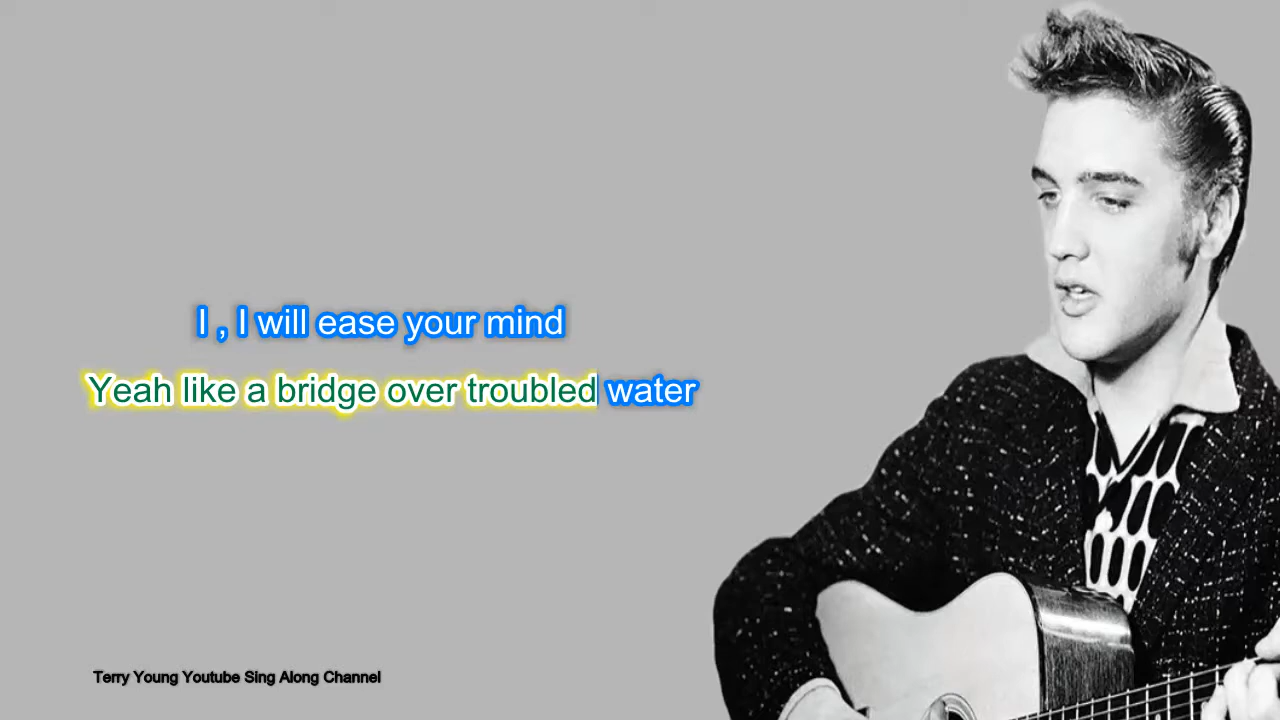 I , I will ease your mind
Yeah like a bridge over troubled water
Terry Young Youtube Sing Along Channel